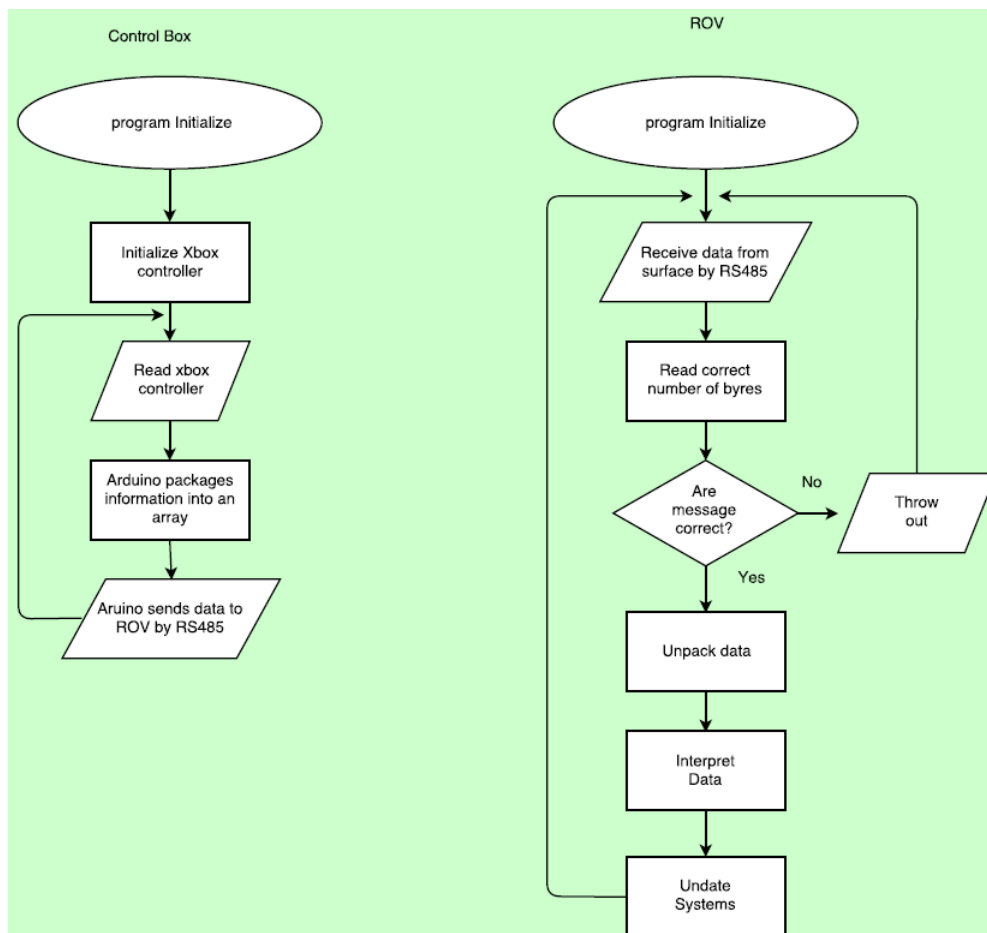 Control Box
program Initialize
Initialize Xbox
controller
Read xbox
controller
Arduino packages
information into an
array
Aruino sends data to
ROV by RS485
ROV
program Initialize
Receive data from
surface by RS485
Read correct
number of byres
Are
message
correct?
No
Throw
out
Yes
Unpack data
Interpret
Data
Undate
Systems